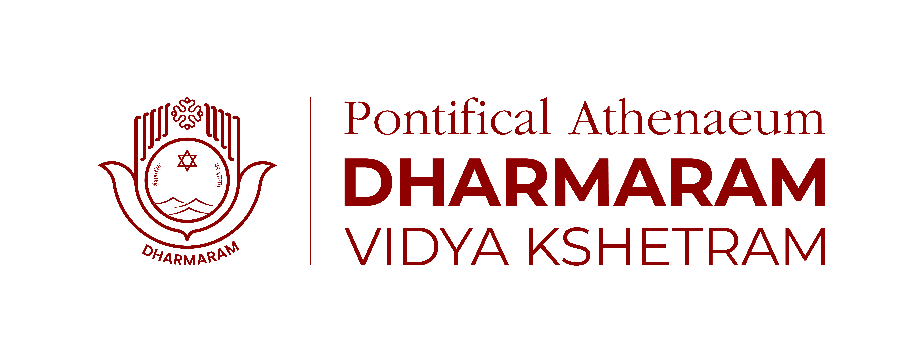 DHARMARAM
Pontifical Athenaeum
DHARMARAM
VIDYA KSHETRAM